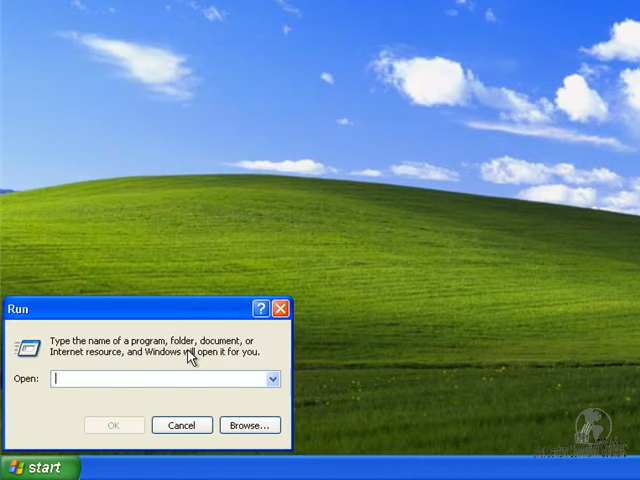 Run
Type the name of a program, folder, document, or
Internet resource, and Windows will open it for you.
Open:
OK
Cancel
Browse...
start